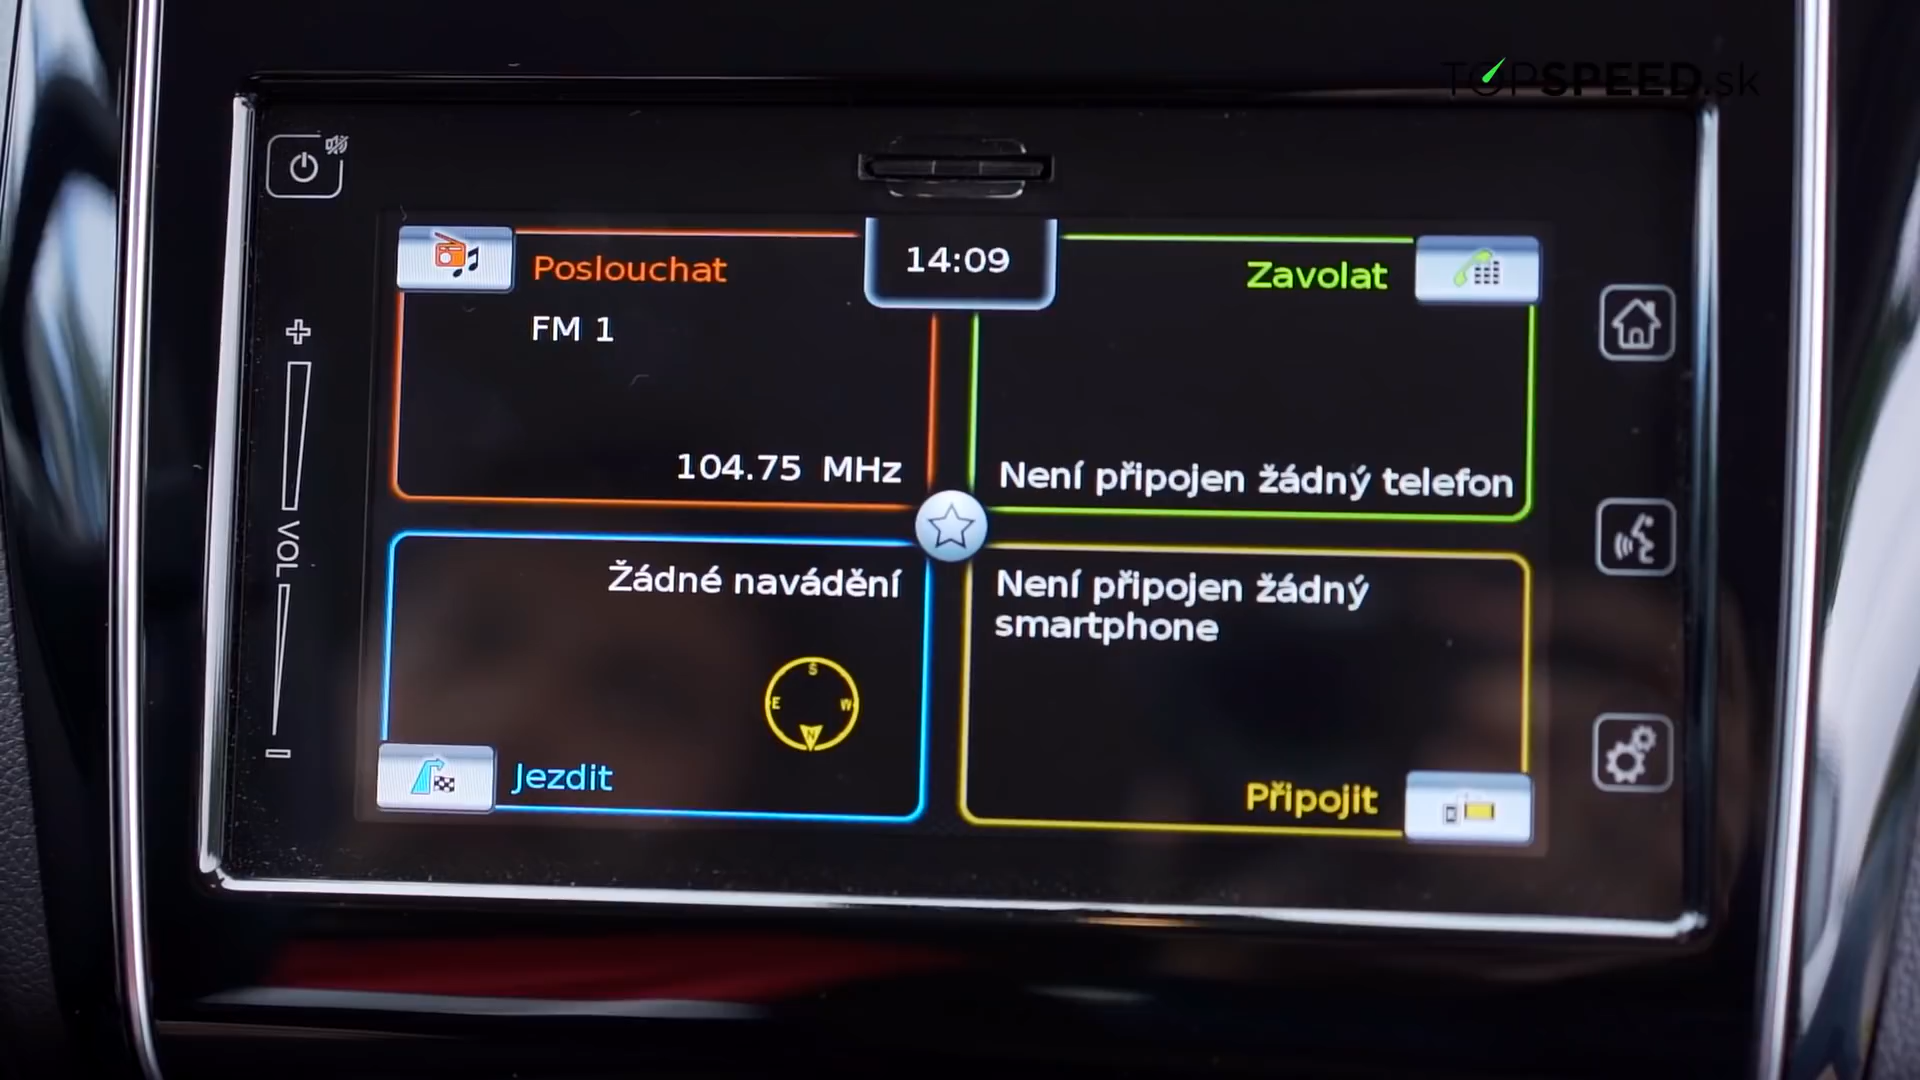 TOPSPEED.sk
14:09
Poslouchat
FM 1
104.75 MHz
Zavolat
Není připojen žádný telefon
VOL
Žádné navádění
S
E
W
N
Jezdit
Není připojen žádný
smartphone
Připojit